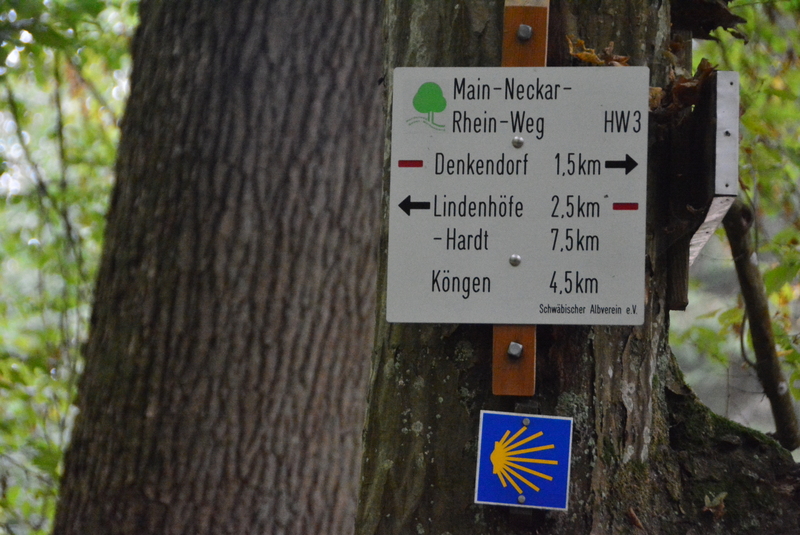 Main-Neckar-
Rhein-Weg HW3
Denkendorf 1,5km
Lindenhöfe 2,5km
-Hardt 7,5km
Köngen 4,5km
Schwäbischer Albverein e.V.